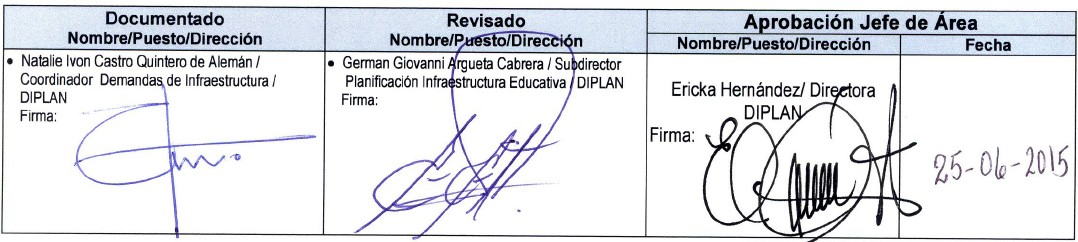 Documentado
Nombre/Puesto/Dirección
Revisado
Nombre/Puesto/Dirección
Aprobación Jefe de Área
Nombre/Puesto/Dirección
Fecha
• Natalie Ivon Castro Quintero de Alemán /
Coordinador Demandas de Infraestructura /
DIPLAN
Firma:
• German Giovanni Argueta Cabrera / Subdirector
Planificación Infraestructura Educativa / DIPLAN
Firma:
Ericka Hernández/ Directora
DIPLAN
Firma:
25-06-2015